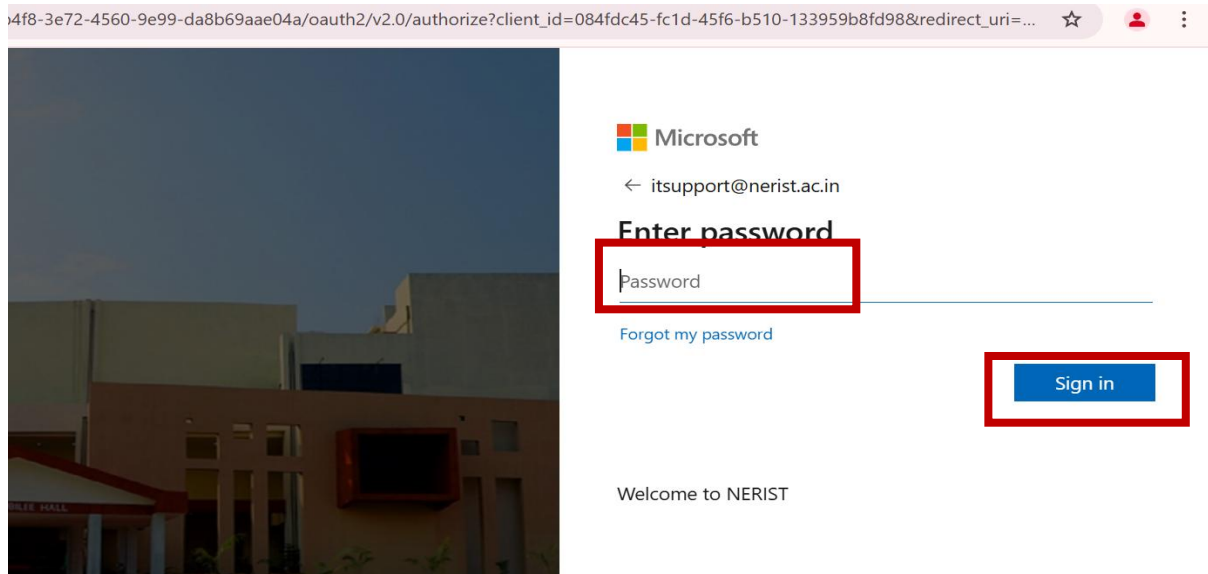 4f8-3e72-4560-9e99-da8b69aae04a/oauth2/v2.0/authorize?client_id=084fdc45-fc1d-45f6-b510-133959b8fd98&redirect_uri=...
Microsoft
← itsupport@nerist.ac.in
Enter password
Password
Forgot my password
Sign in
Welcome to NERIST
HALL